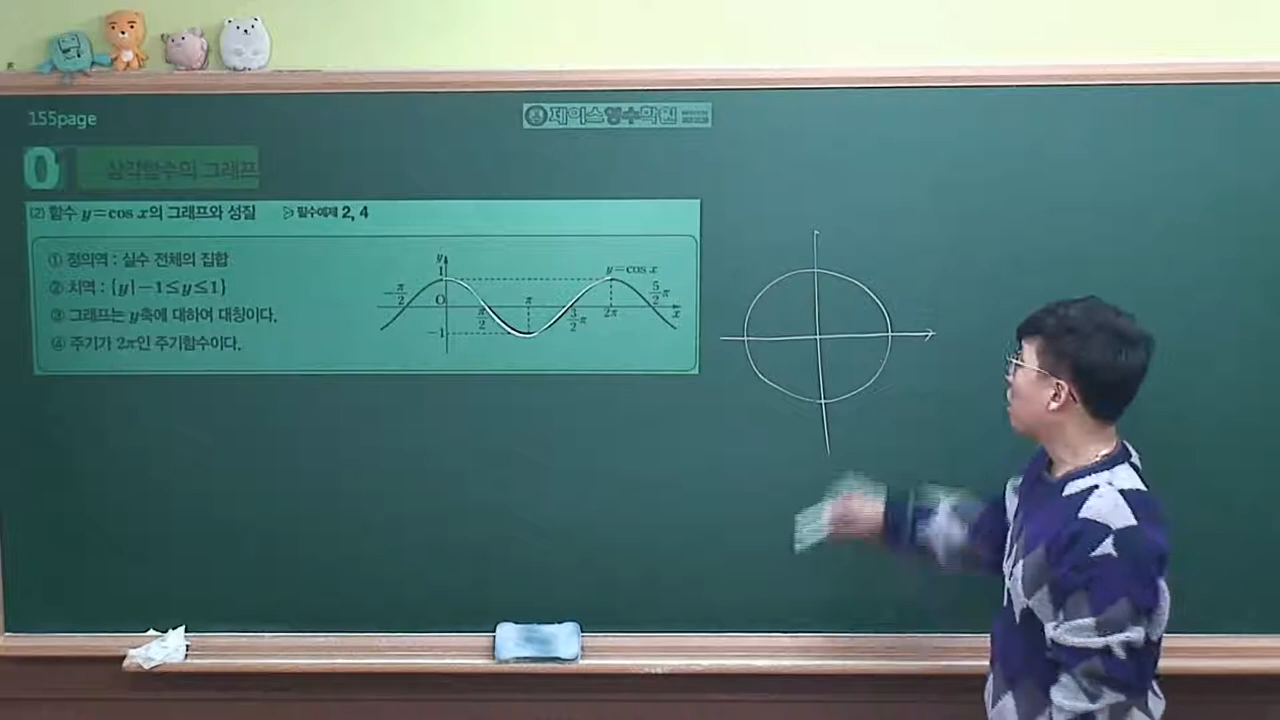 155page
제이스영수학원
0
삼각함수의 그래프
(2) 함수 y=cos x의 그래프와 성질 ▷ 필수예제 2, 4
① 정의역 : 실수 전체의 집합
② 치역 : {y|−1≤y≤1}
③ 그래프는 y축에 대하여 대칭이다.
④ 주기가 2π인 주기함수이다.
y
1
y=cos x
−π/2
O
π/2
π
3/2π
2π
5/2π
x
−1